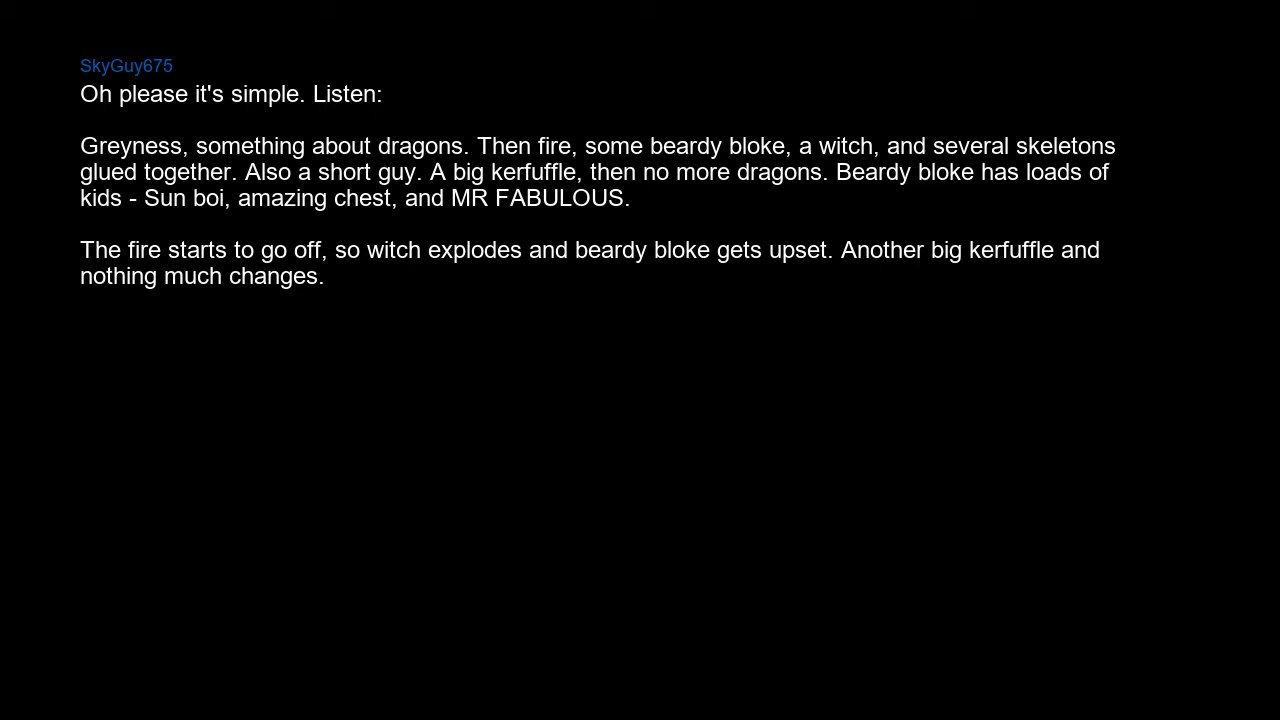 SkyGuy675
Oh please it's simple. Listen:
Greyness, something about dragons. Then fire, some beardy bloke, a witch, and several skeletons
glued together. Also a short guy. A big kerfuffle, then no more dragons. Beardy bloke has loads of
kids - Sun boi, amazing chest, and MR FABULOUS.
The fire starts to go off, so witch explodes and beardy bloke gets upset. Another big kerfuffle and
nothing much changes.